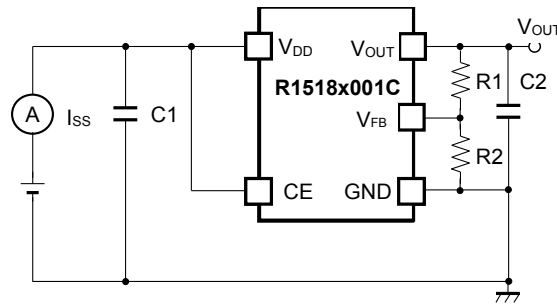 VOUT
VDD
VOUT
R1518x001C
R1
C2
A
ISS
C1
VFB
R2
CE
GND